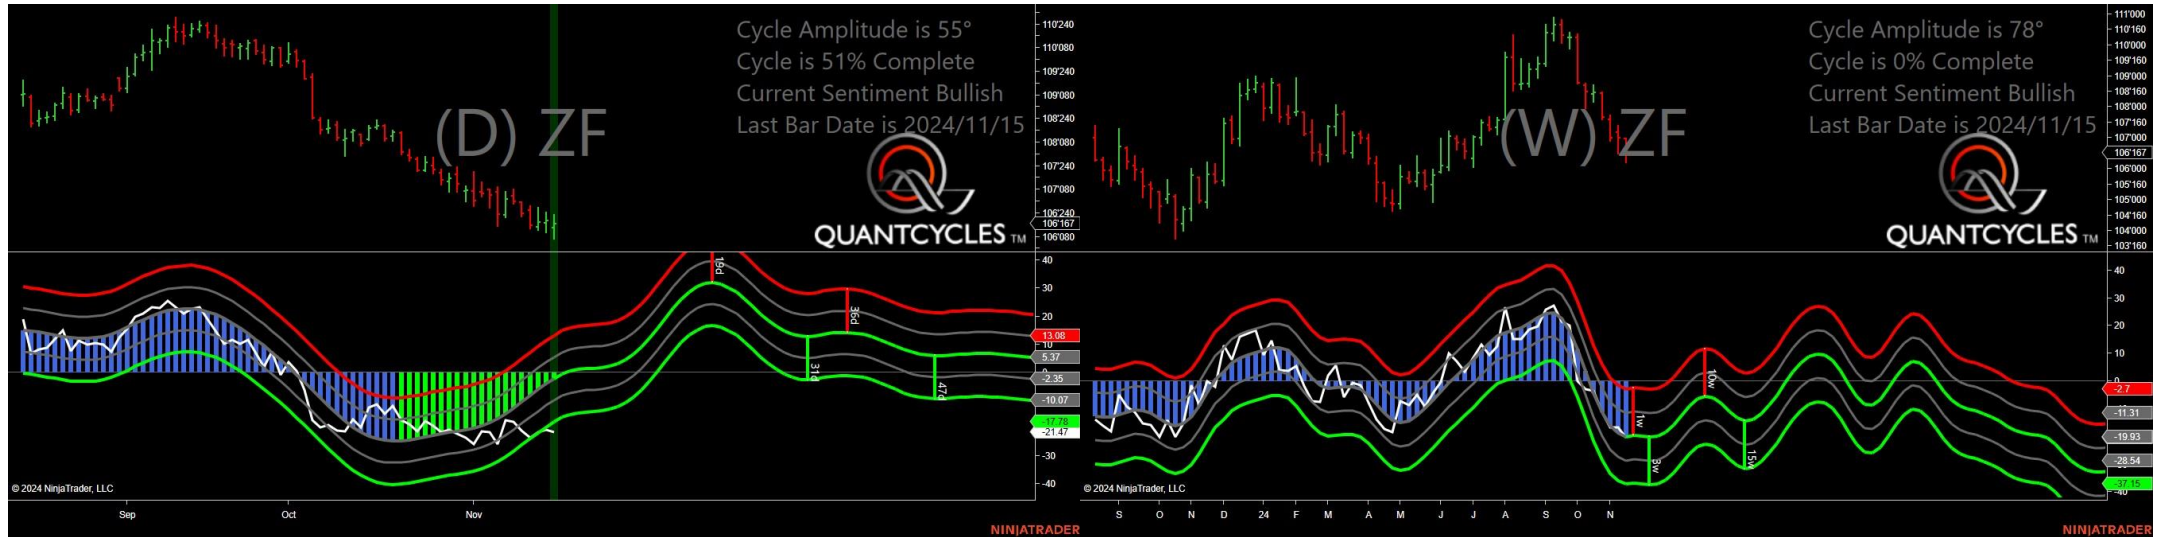 Cycle Amplitude is 55°
Cycle is 51% Complete
Current Sentiment Bullish
Last Bar Date is 2024/11/15
(D) ZF
QUANTCYCLES TM
110'240
110'080
109'240
109'080
108'240
108'080
107'240
107'080
106'240
106'167
106'080
40
30
20
13.08
10
5.37
0
-2.35
-10.07
-17.78
-21.47
-30
-40
19d
36d
31d
47d
© 2024 NinjaTrader, LLC
Sep Oct Nov
NINJATRADER
Cycle Amplitude is 78°
Cycle is 0% Complete
Current Sentiment Bullish
Last Bar Date is 2024/11/15
(W) ZF
QUANTCYCLES TM
111'000
110'160
110'000
109'160
109'000
108'160
108'000
107'160
107'000
106'167
106'000
105'160
105'000
104'160
104'000
103'160
40
30
20
10
0
-2.7
-11.31
-19.93
-28.54
-37.15
-40
1w
10w
15w
© 2024 NinjaTrader, LLC
S O N D 24 F M A M J J A S O N
NINJATRADER